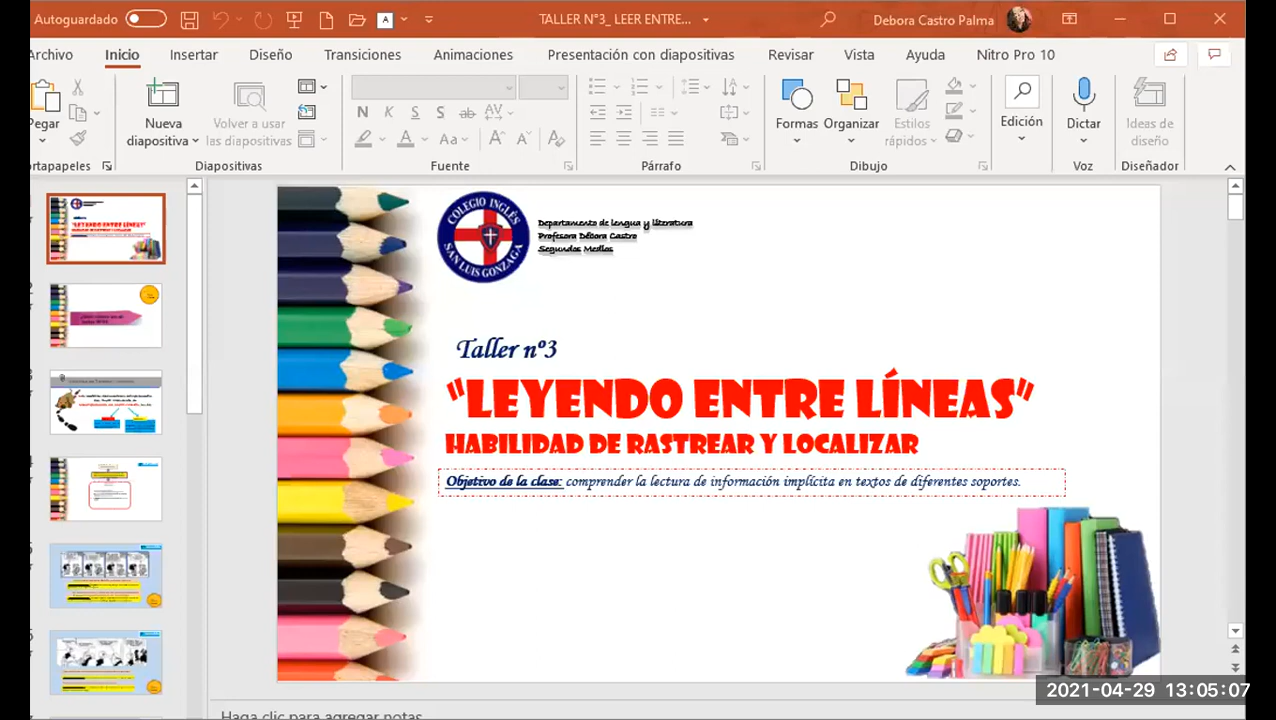 Autoguardado
A
TALLER N°3_ LEER ENTRE...
Debora Castro Palma
Archivo
Inicio
Insertar
Diseño
Transiciones
Animaciones
Presentación con diapositivas
Revisar
Vista
Ayuda
Nitro Pro 10
Pegar
Nueva
diapositiva
Volver a usar
las diapositivas
N K S S ab AV
A Aa A A A
Formas
Organizar
Estilos
rápidos
Edición
Dictar
Ideas de
diseño
rtapapeles
Diapositivas
Fuente
Párrafo
Dibujo
Voz
Diseñador
COLEGIO INGLÉS
SAN LUIS GONZAGA
Departamento de lengua y literatura
Profesora Débora Castro
Segundos Medios
Taller nº3
"LEYENDO ENTRE LÍNEAS"
HABILIDAD DE RASTREAR Y LOCALIZAR
Objetivo de la clase: comprender la lectura de información implícita en textos de diferentes soportes.
2021-04-29 13:05:07
Haga clic para agregar notas